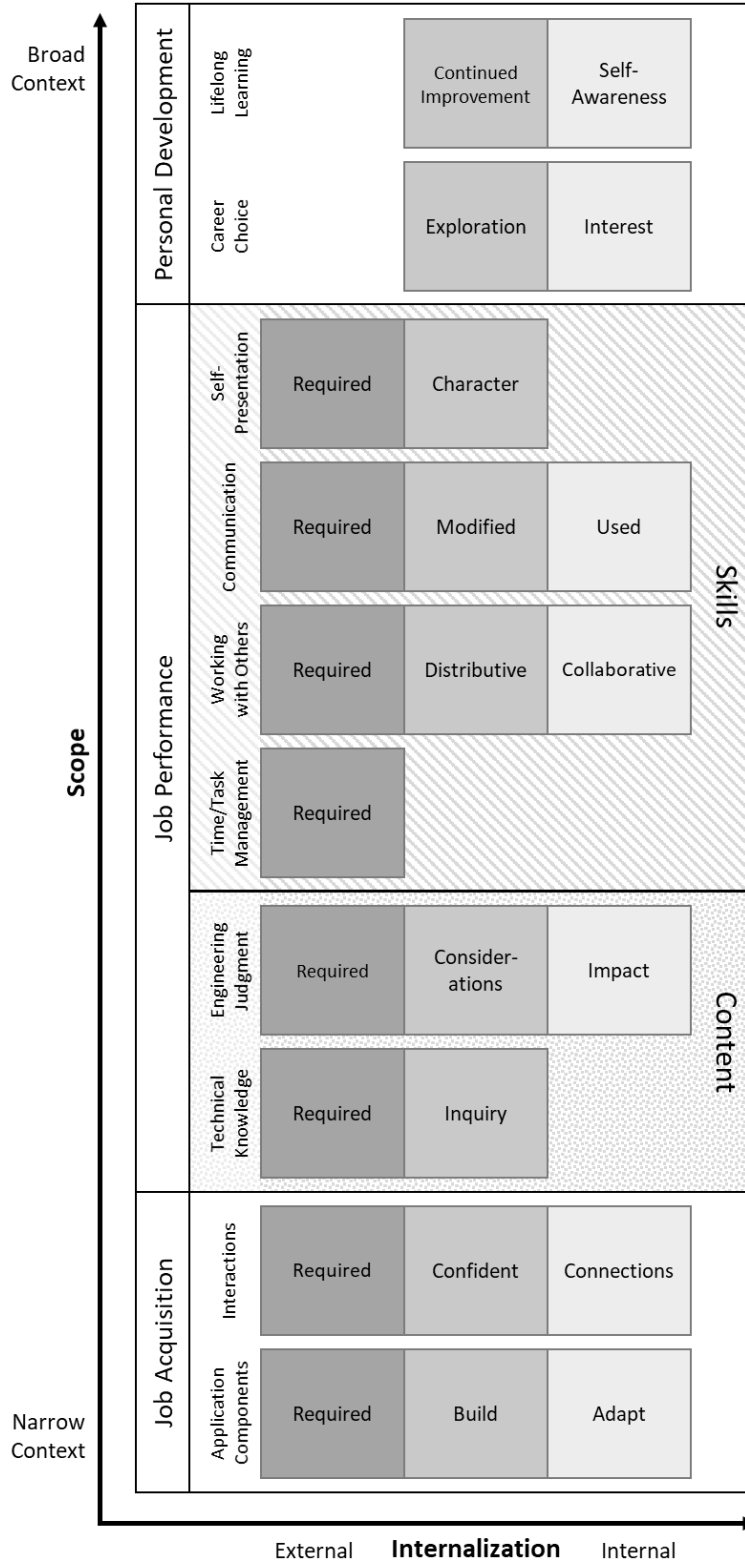 Broad
Context
Personal Development
Lifelong
Learning
Continued
Improvement
Self-
Awareness
Career
Choice
Exploration
Interest
Scope
Job Performance
Skills
Self-
Presentation
Required
Character
Communication
Required
Modified
Used
Working
with Others
Required
Distributive
Collaborative
Time/Task
Management
Required
Content
Engineering
Judgment
Required
Consider-
ations
Impact
Technical
Knowledge
Required
Inquiry
Job Acquisition
Interactions
Required
Confident
Connections
Application
Components
Required
Build
Adapt
Narrow
Context
External
Internalization
Internal